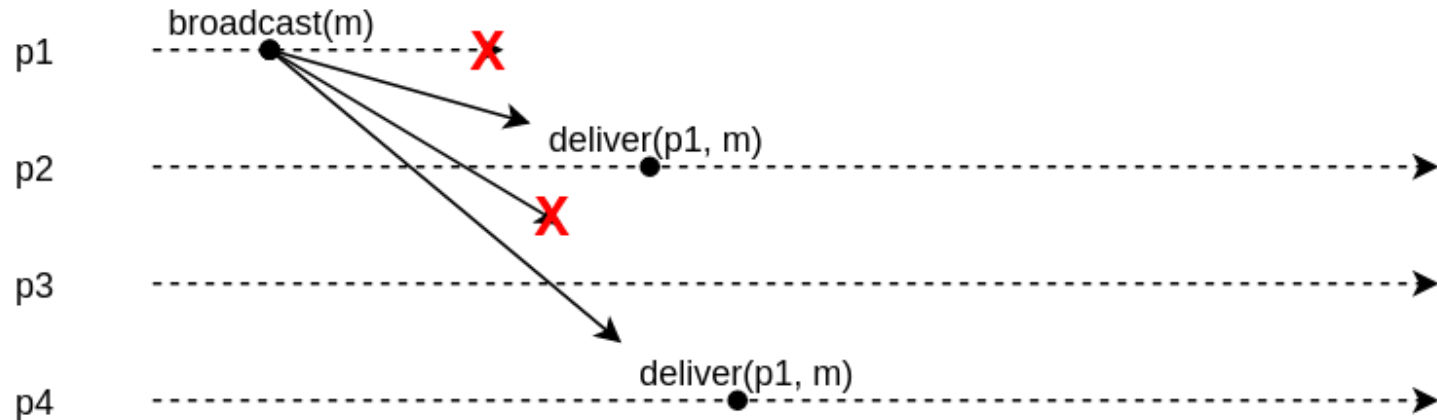 broadcast(m)
p1
X
deliver(p1, m)
p2
X
p3
deliver(p1, m)
p4